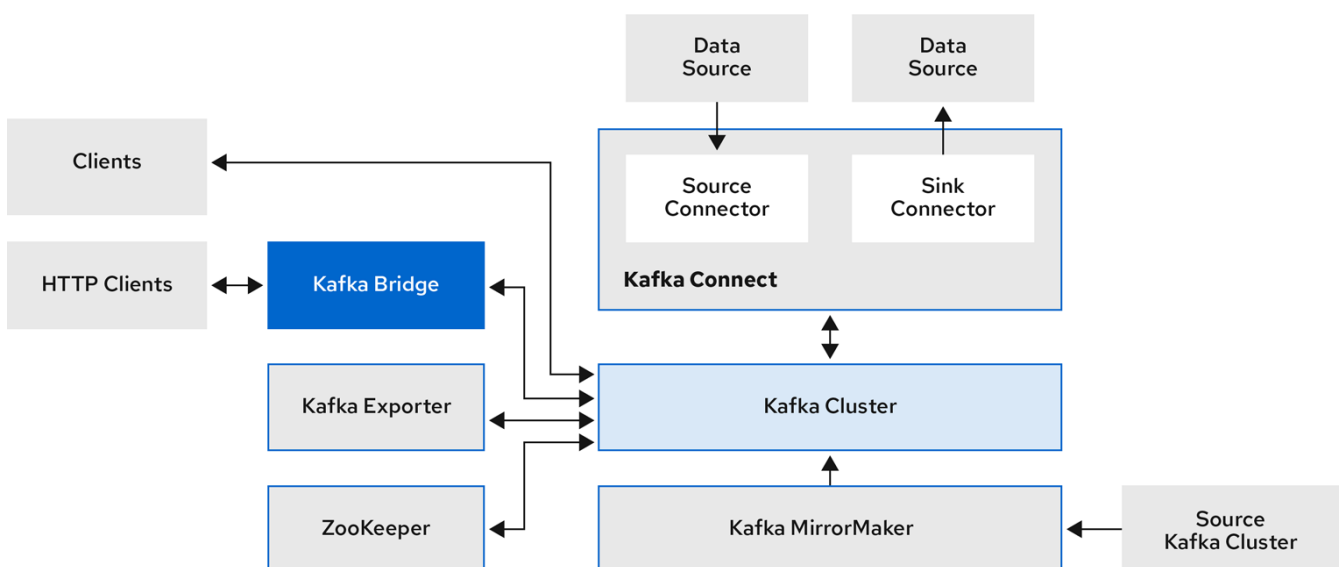 Data
Source
Data
Source
Clients
Source
Connector
Sink
Connector
HTTP Clients
Kafka Bridge
Kafka Connect
Kafka Exporter
Kafka Cluster
ZooKeeper
Kafka MirrorMaker
Source
Kafka Cluster